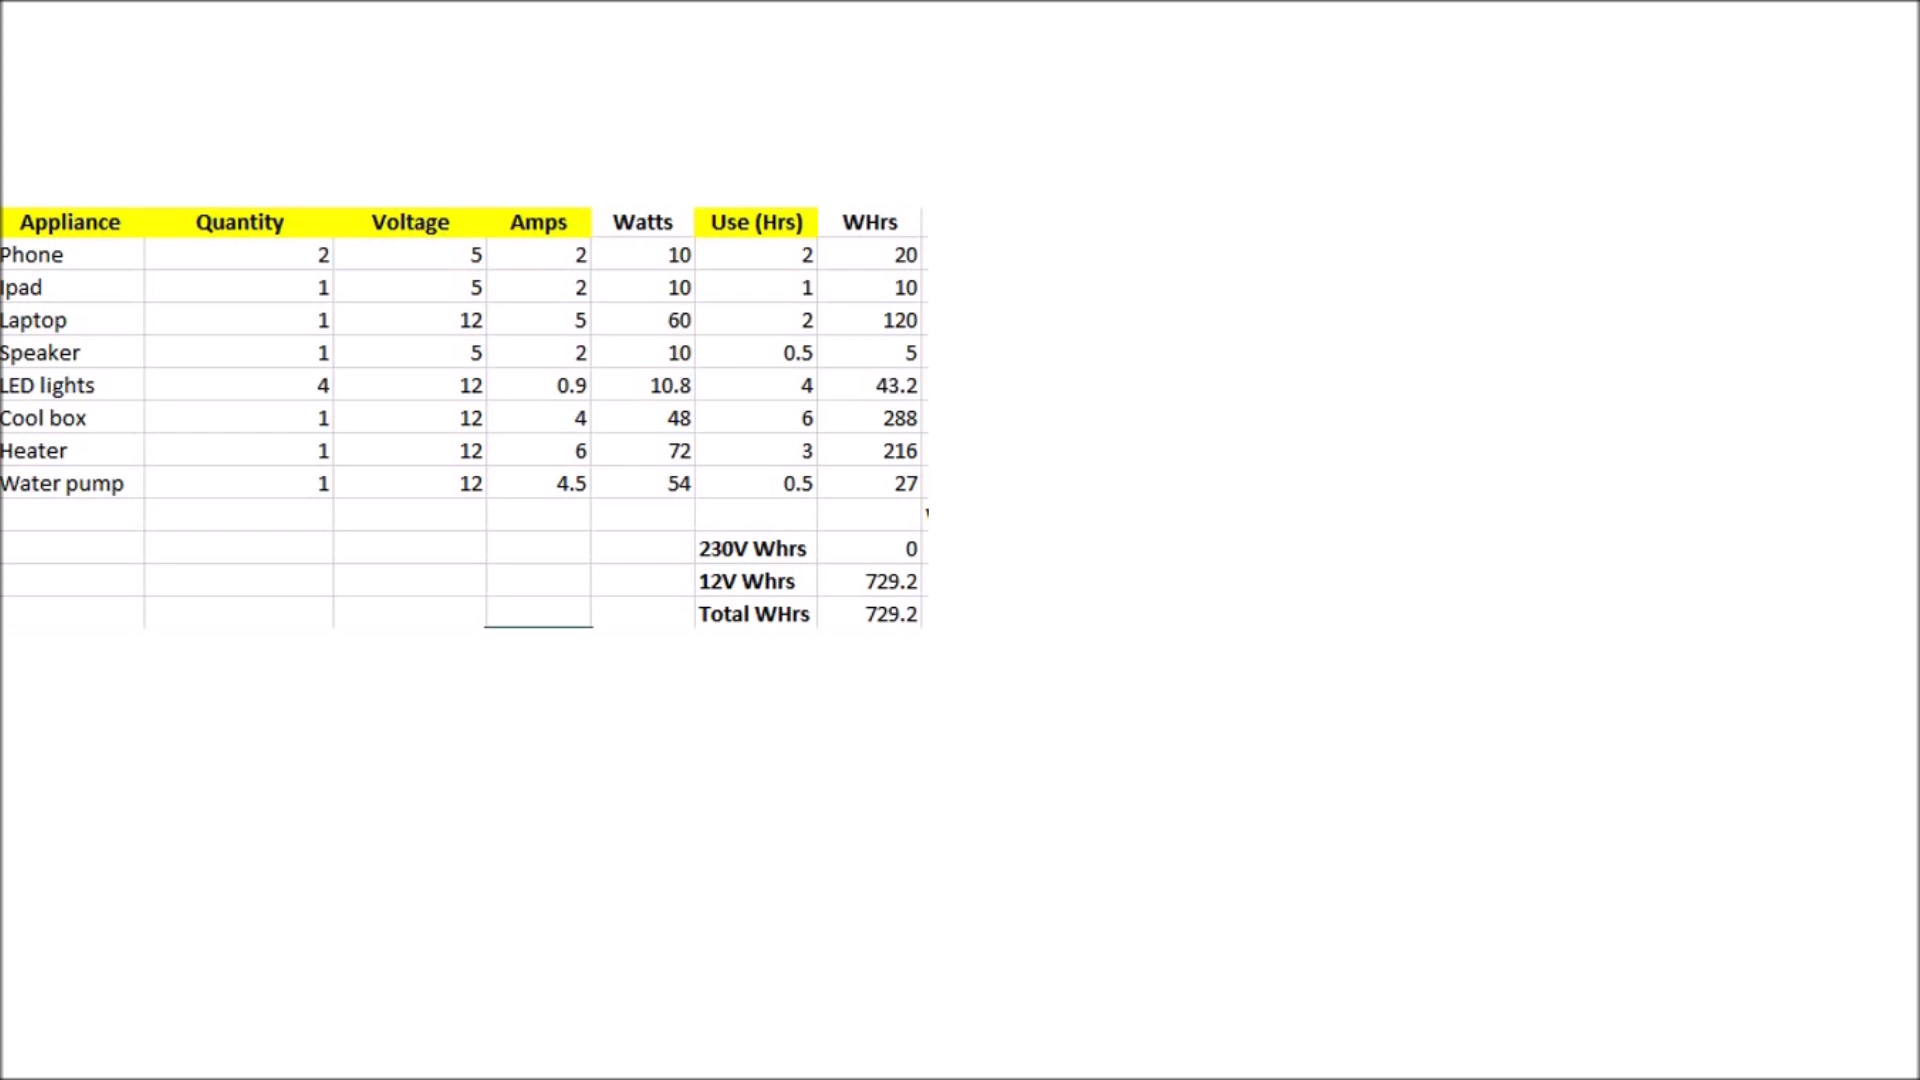 Appliance Quantity Voltage Amps Watts Use (Hrs) WHrs
Phone 2 5 2 10 2 20
Ipad 1 5 2 10 1 10
Laptop 1 12 5 60 2 120
Speaker 1 5 2 10 0.5 5
LED lights 4 12 0.9 10.8 4 43.2
Cool box 1 12 4 48 6 288
Heater 1 12 6 72 3 216
Water pump 1 12 4.5 54 0.5 27
230V Whrs 0
12V Whrs 729.2
Total WHrs 729.2